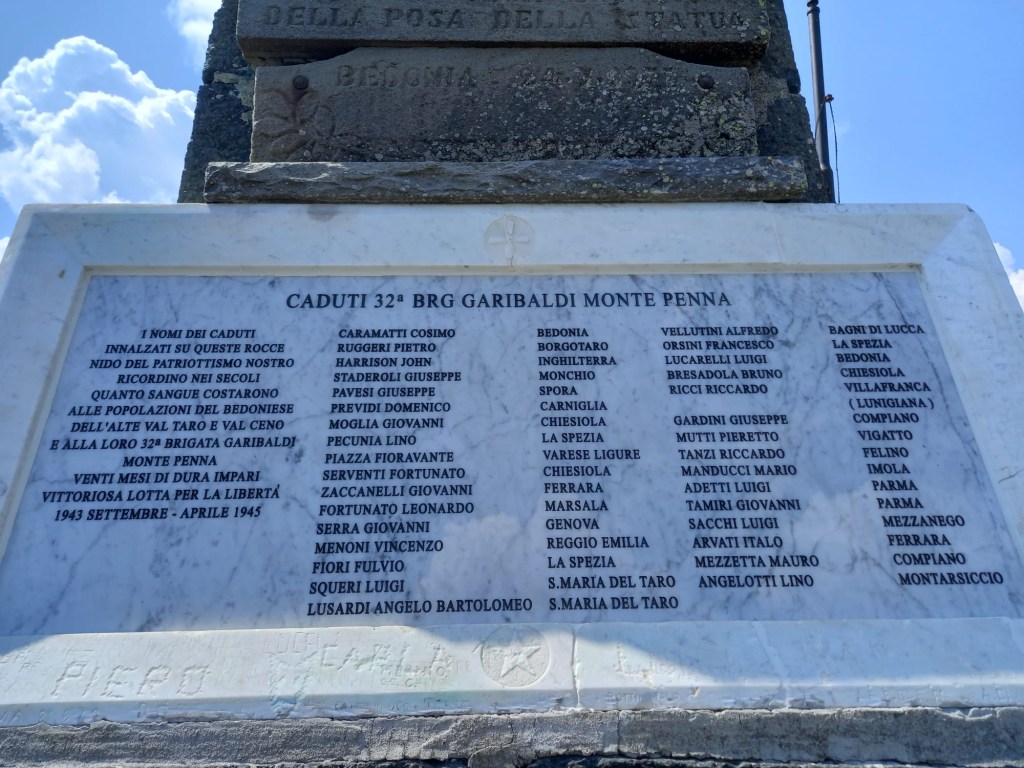 DELLA POSA DELLA STATUA
BEDONIA
CADUTI 32ª BRG GARIBALDI MONTE PENNA
I NOMI DEI CADUTI
INNALZATI SU QUESTE ROCCE
NIDO DEL PATRIOTTISMO NOSTRO
RICORDINO NEI SECOLI
QUANTO SANGUE COSTARONO
ALLE POPOLAZIONI DEL BEDONIESE
DELL'ALTE VAL TARO E VAL CENO
E ALLA LORO 32ª BRIGATA GARIBALDI
MONTE PENNA
VENTI MESI DI DURA IMPARI
VITTORIOSA LOTTA PER LA LIBERTÁ
1943 SETTEMBRE - APRILE 1945
CARAMATTI COSIMO BEDONIA
RUGGERI PIETRO BORGOTARO
HARRISON JOHN INGHILTERRA
STADEROLI GIUSEPPE MONCHIO
PAVESI GIUSEPPE SPORA
PREVIDI DOMENICO CARNIGLIA
MOGLIA GIOVANNI CHIESIOLA
PECUNIA LINO LA SPEZIA
PIAZZA FIORAVANTE VARESE LIGURE
SERVENTI FORTUNATO CHIESIOLA
ZACCANELLI GIOVANNI FERRARA
FORTUNATO LEONARDO MARSALA
SERRA GIOVANNI GENOVA
MENONI VINCENZO REGGIO EMILIA
FIORI FULVIO LA SPEZIA
SQUERI LUIGI S.MARIA DEL TARO
LUSARDI ANGELO BARTOLOMEO S.MARIA DEL TARO
VELLUTINI ALFREDO BAGNI DI LUCCA
ORSINI FRANCESCO LA SPEZIA
LUCARELLI LUIGI BEDONIA
BRESADOLA BRUNO CHIESIOLA
RICCI RICCARDO VILLAFRANCA
( LUNIGIANA )
GARDINI GIUSEPPE COMPIANO
MUTTI PIERETTO VIGATTO
TANZI RICCARDO FELINO
MANDUCCI MARIO IMOLA
ADETTI LUIGI PARMA
TAMIRI GIOVANNI PARMA
SACCHI LUIGI MEZZANEGO
ARVATI ITALO FERRARA
MEZZETTA MAURO COMPIANO
ANGELOTTI LINO MONTARSICCIO
PIERO
CARLA